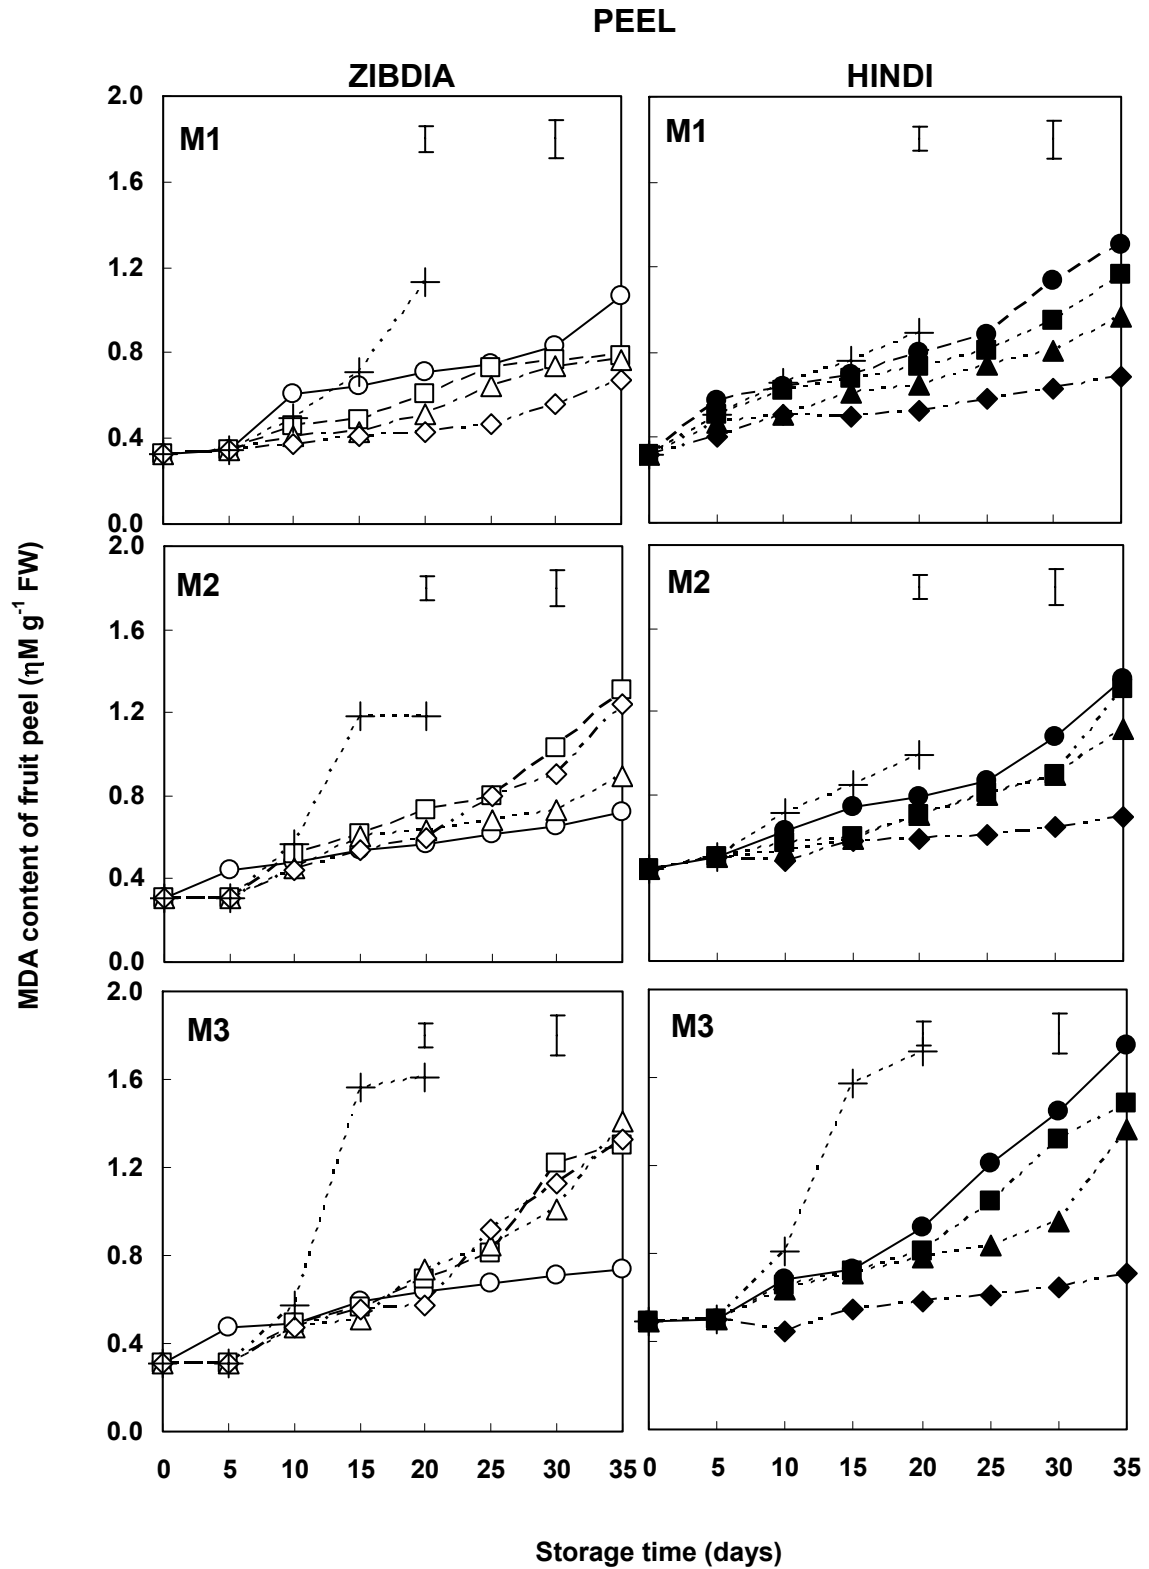 PEEL
ZIBDIA HINDI
2.0
M1 M1
1.6
1.2
0.8
0.4
0.0
2.0
M2 M2
1.6
1.2
0.8
0.4
0.0
2.0
M3 M3
1.6
1.2
0.8
0.4
0.0
0 5 10 15 20 25 30 35 0 5 10 15 20 25 30 35
MDA content of fruit peel (ηM g⁻¹ FW)
Storage time (days)